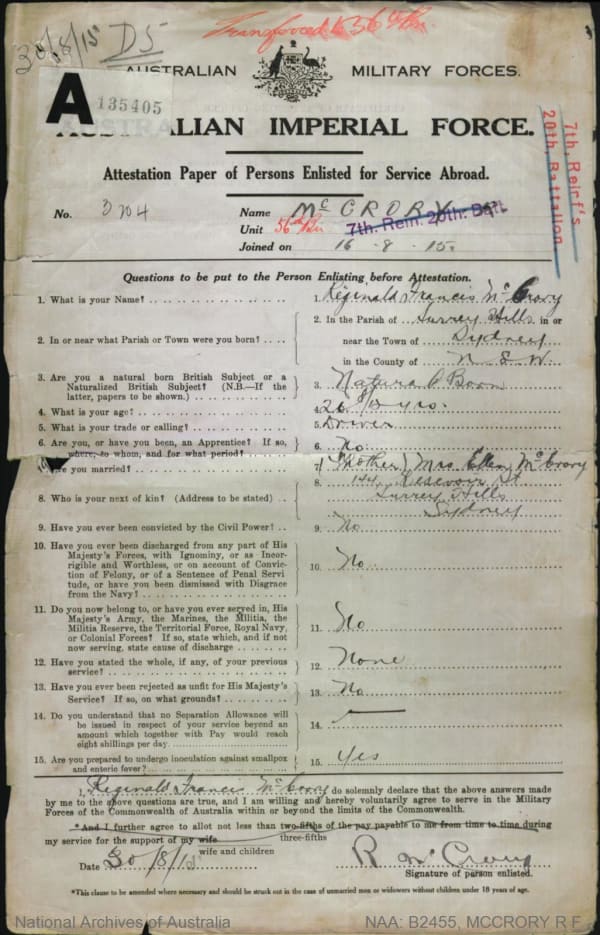 30/8/15 D5
Transferred to 56th Bn.
AUSTRALIAN MILITARY FORCES.
A 135405
AUSTRALIAN IMPERIAL FORCE.
7th. Reinf's
20th. Battalion
Attestation Paper of Persons Enlisted for Service Abroad.
No. 3704 Name McCRORY
Unit 56th Bn 7th. Rein. 20th. Batt.
Joined on 16-8-15.
Questions to be put to the Person Enlisting before Attestation.
1. What is your Name? 1. Reginald Francis McCrory
2. In or near what Parish or Town were you born? 2. In the Parish of Surrey Hills in or
near the Town of Sydney
in the County of N.S.W.
3. Are you a natural born British Subject or a
Naturalized British Subject? (N.B.—If the
latter, papers to be shown.) 3. Natural Born
4. What is your age? 4. yrs.
5. What is your trade or calling? 5. Driver
6. Are you, or have you been, an Apprentice? If so,
where, to whom, and for what period? 6. No.
7. Are you married? 7. (Mother) Mrs. Ellen McCrory
8. Who is your next of kin? (Address to be stated) 8. 144 Resevoir St
Surrey Hills
Sydney
9. Have you ever been convicted by the Civil Power? 9. No
10. Have you ever been discharged from any part of His
Majesty's Forces, with Ignominy, or as Incor-
rigible and Worthless, or on account of Convic-
tion of Felony, or of a Sentence of Penal Servi-
tude, or have you been dismissed with Disgrace
from the Navy? 10. No.
11. Do you now belong to, or have you ever served in, His
Majesty's Army, the Marines, the Militia, the
Militia Reserve, the Territorial Force, Royal Navy,
or Colonial Forces? If so, state which, and if not
now serving, state cause of discharge 11. No
12. Have you stated the whole, if any, of your previous
service? 12. None
13. Have you ever been rejected as unfit for His Majesty's
Service? If so, on what grounds? 13. No
14. Do you understand that no Separation Allowance will
be issued in respect of your service beyond an
amount which together with Pay would reach
eight shillings per day. 14. —
15. Are you prepared to undergo inoculation against smallpox
and enteric fever? 15. Yes
I, Reginald Francis McCrory do solemnly declare that the above answers made
by me to the above questions are true, and I am willing and hereby voluntarily agree to serve in the Military
Forces of the Commonwealth of Australia within or beyond the limits of the Commonwealth.
*And I further agree to allot not less than two-fifths of the pay payable to me from time to time during
three-fifths
my service for the support of my wife
wife and children
Date 30/8/15 R McCrory
Signature of person enlisted.
*This clause to be amended where necessary and should be struck out in the case of unmarried men or widowers without children under 18 years of age.
National Archives of Australia NAA: B2455, MCCRORY R F